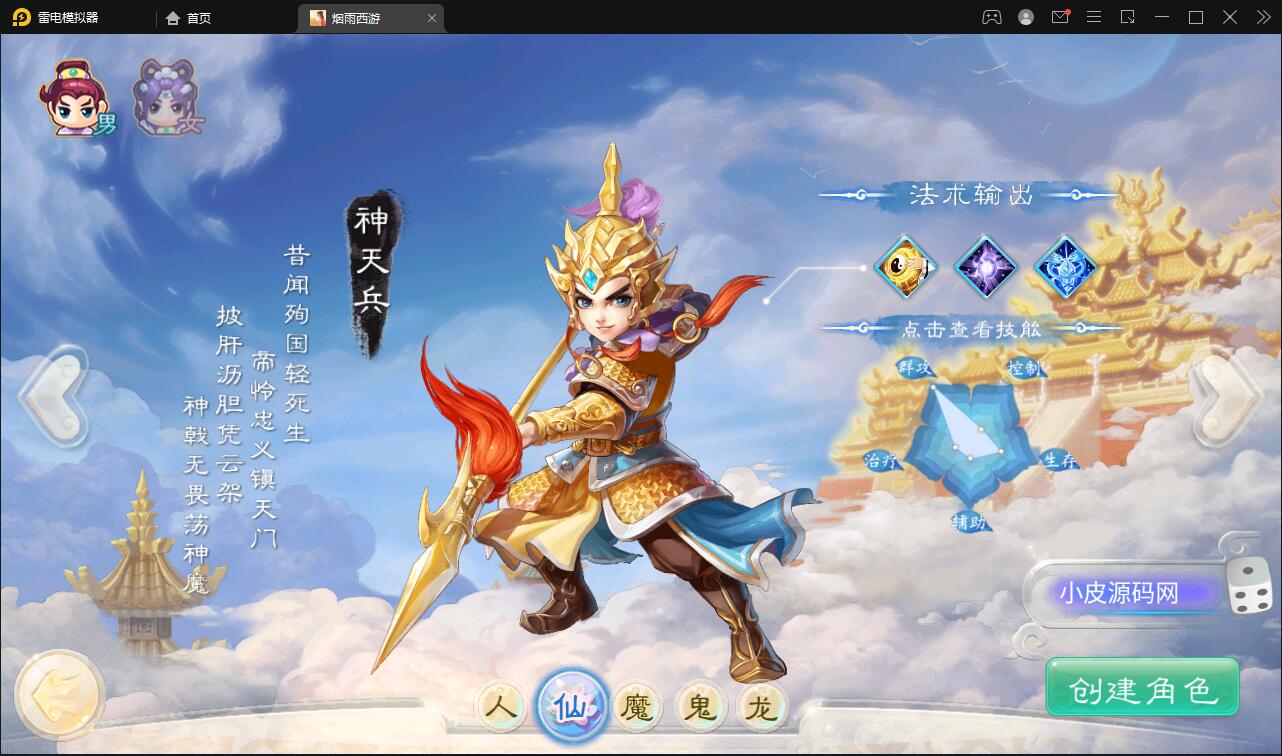 雷电模拟器
首页
烟雨西游
男
女
神天兵
昔闻殉国轻死生
帝怜忠义镇天门
披肝沥胆凭云架
神戟无畏荡神魔
法术输出
点击查看技能
群攻
控制
治疗
生存
辅助
小皮源码网
创建角色
人
仙
魔
鬼
龙